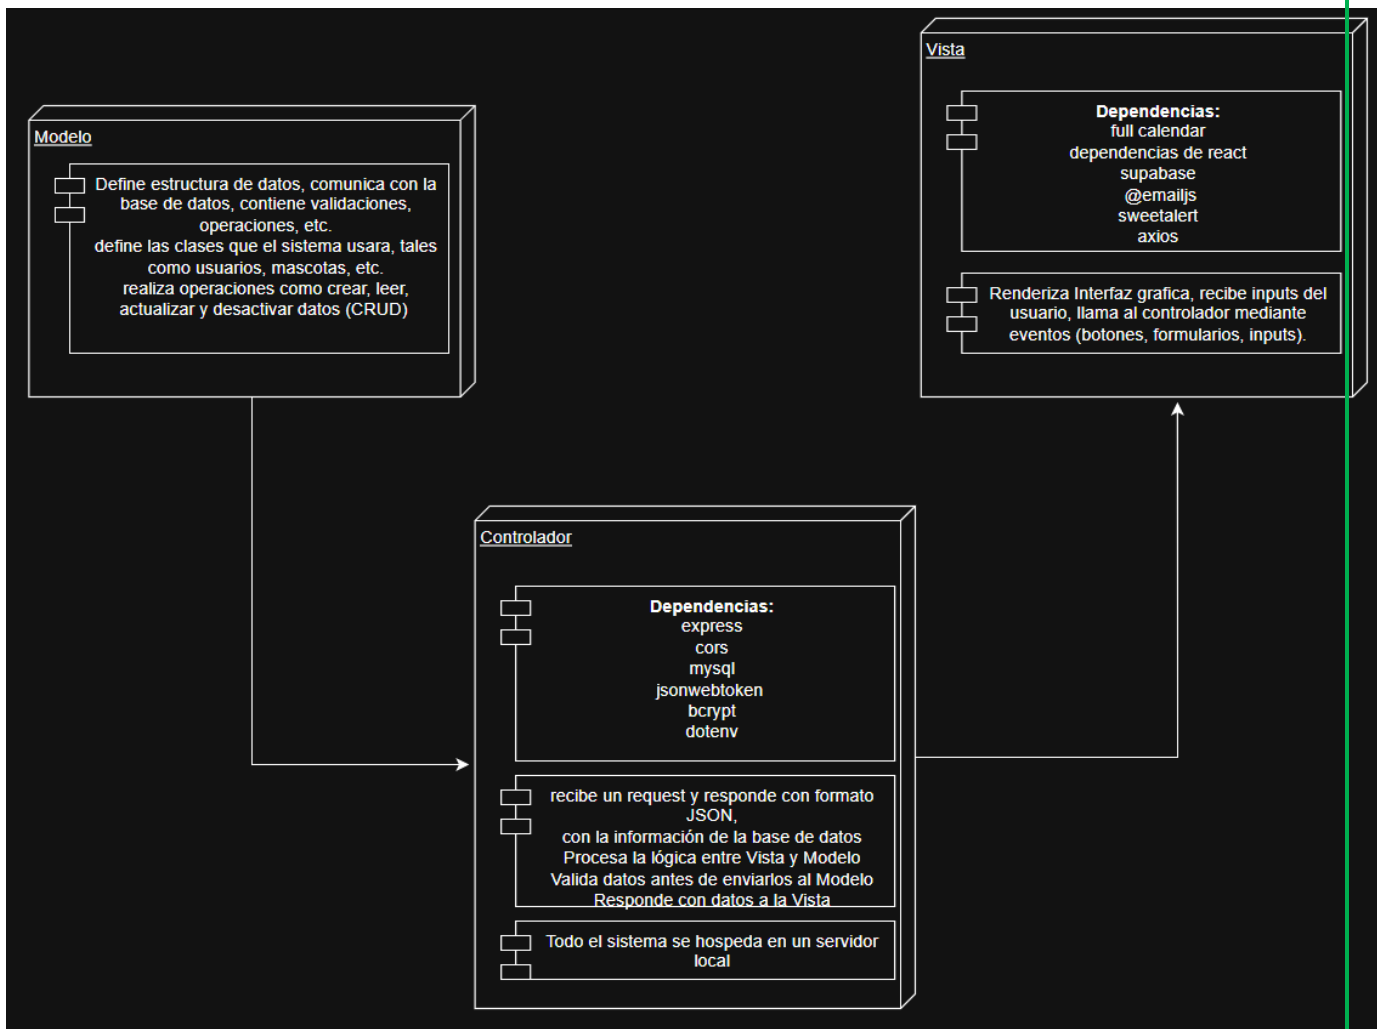 Modelo
Define estructura de datos, comunica con la
base de datos, contiene validaciones,
operaciones, etc.
define las clases que el sistema usara, tales
como usuarios, mascotas, etc.
realiza operaciones como crear, leer,
actualizar y desactivar datos (CRUD)
Vista
Dependencias:
full calendar
dependencias de react
supabase
@emailjs
sweetalert
axios
Renderiza Interfaz grafica, recibe inputs del
usuario, llama al controlador mediante
eventos (botones, formularios, inputs).
Controlador
Dependencias:
express
cors
mysql
jsonwebtoken
bcrypt
dotenv
recibe un request y responde con formato
JSON,
con la información de la base de datos
Procesa la lógica entre Vista y Modelo
Valida datos antes de enviarlos al Modelo
Responde con datos a la Vista
Todo el sistema se hospeda en un servidor
local